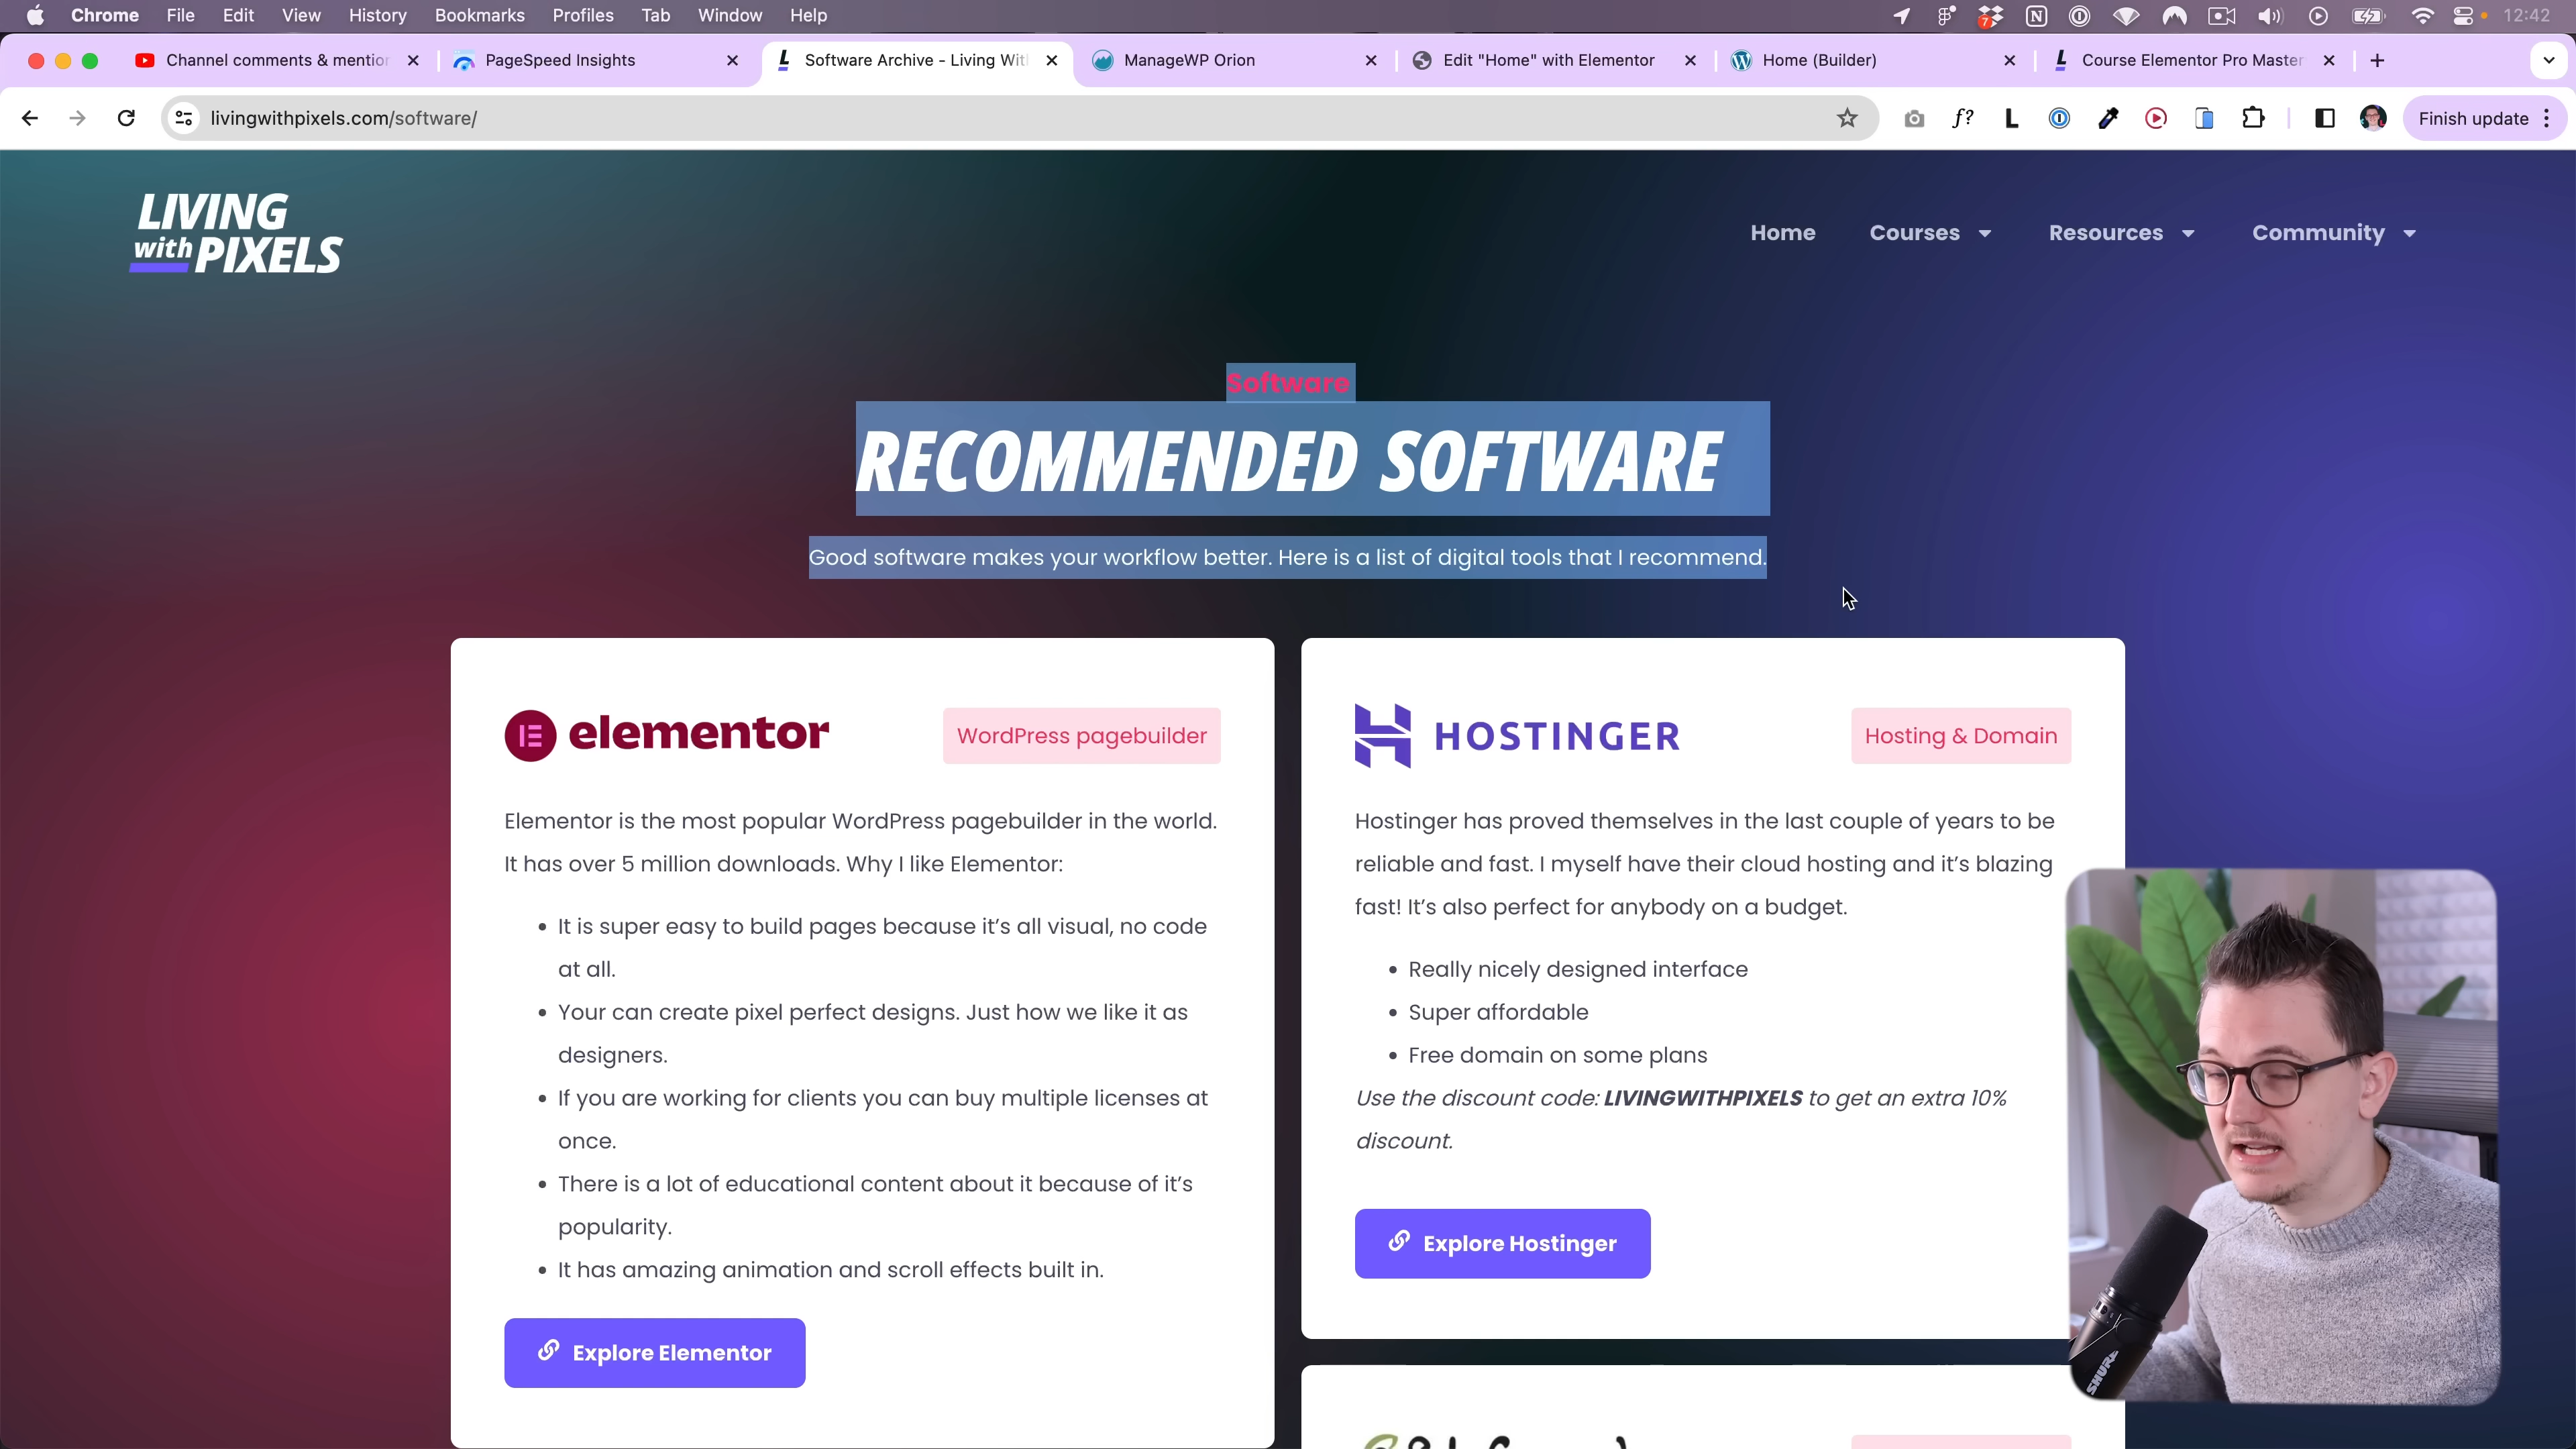 Chrome File Edit View History Bookmarks Profiles Tab Window Help 7 12:42
Channel comments & mentio PageSpeed Insights Software Archive - Living Wit ManageWP Orion Edit "Home" with Elementor Home (Builder) Course Elementor Pro Master
livingwithpixels.com/software/ f? L Finish update
LIVING
with PIXELS
Home Courses Resources Community
Software
RECOMMENDED SOFTWARE
Good software makes your workflow better. Here is a list of digital tools that I recommend.
elementor
WordPress pagebuilder
Elementor is the most popular WordPress pagebuilder in the world.
It has over 5 million downloads. Why I like Elementor:
• It is super easy to build pages because it's all visual, no code
at all.
• Your can create pixel perfect designs. Just how we like it as
designers.
• If you are working for clients you can buy multiple licenses at
once.
• There is a lot of educational content about it because of it's
popularity.
• It has amazing animation and scroll effects built in.
Explore Elementor
HOSTINGER
Hosting & Domain
Hostinger has proved themselves in the last couple of years to be
reliable and fast. I myself have their cloud hosting and it's blazing
fast! It's also perfect for anybody on a budget.
• Really nicely designed interface
• Super affordable
• Free domain on some plans
Use the discount code: LIVINGWITHPIXELS to get an extra 10%
discount.
Explore Hostinger
SHURE